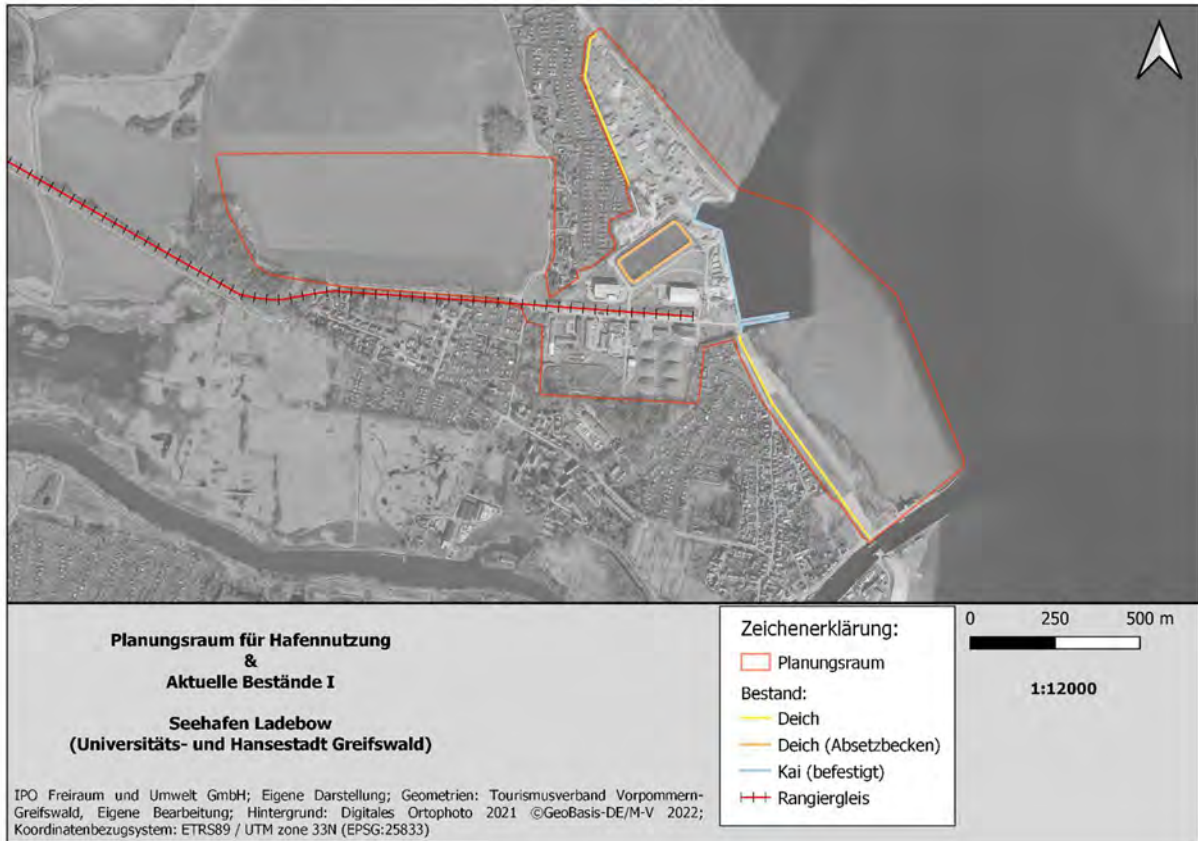 Planungsraum für Hafennutzung
&
Aktuelle Bestände I
Seehafen Ladebow
(Universitäts- und Hansestadt Greifswald)
IPO Freiraum und Umwelt GmbH; Eigene Darstellung; Geometrien: Tourismusverband Vorpommern-
Greifswald, Eigene Bearbeitung; Hintergrund: Digitales Ortophoto 2021 ©GeoBasis-DE/M-V 2022;
Koordinatenbezugsystem: ETRS89 / UTM zone 33N (EPSG:25833)
Zeichenerklärung:
Planungsraum
Bestand:
Deich
Deich (Absetzbecken)
Kai (befestigt)
Rangiergleis
0 250 500 m
1:12000